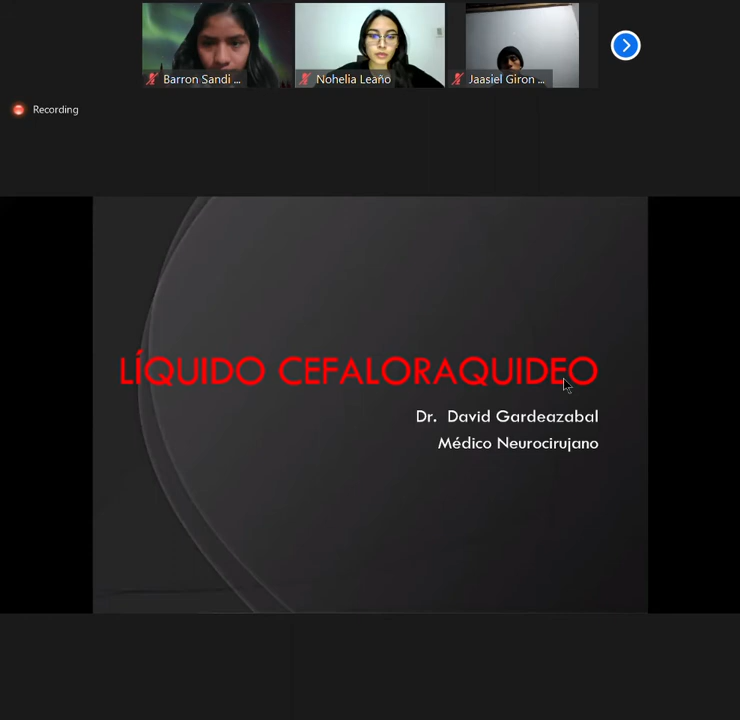 Barron Sandi ...
Nohelia Leaño
Jaasiel Giron ...
Recording
LÍQUIDO CEFALORAQUIDEO
Dr. David Gardeazabal
Médico Neurocirujano